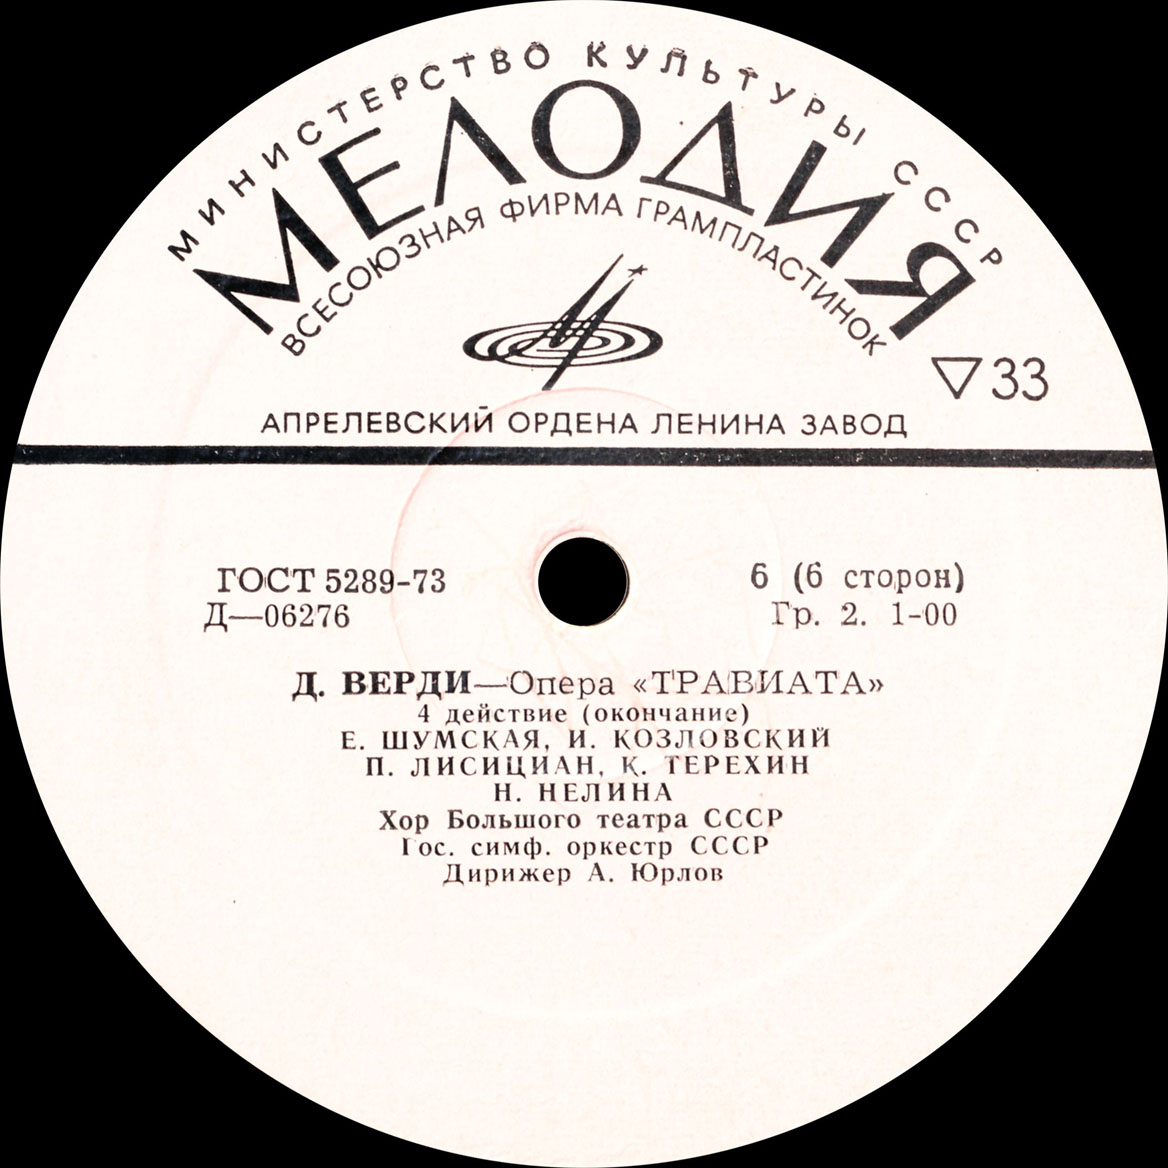 МИНИСТЕРСТВО КУЛЬТУРЫ СССР
МЕЛОДИЯ
ВСЕСОЮЗНАЯ ФИРМА ГРАМПЛАСТИНОК
▽33
АПРЕЛЕВСКИЙ ОРДЕНА ЛЕНИНА ЗАВОД
ГОСТ 5289-73
Д—06276
6 (6 сторон)
Гр. 2. 1-00
Д. ВЕРДИ—Опера «ТРАВИАТА»
4 действие (окончание)
Е. ШУМСКАЯ, И. КОЗЛОВСКИЙ
П. ЛИСИЦИАН, К. ТЕРЕХИН
Н. НЕЛИНА
Хор Большого театра СССР
Гос. симф. оркестр СССР
Дирижер А. Юрлов